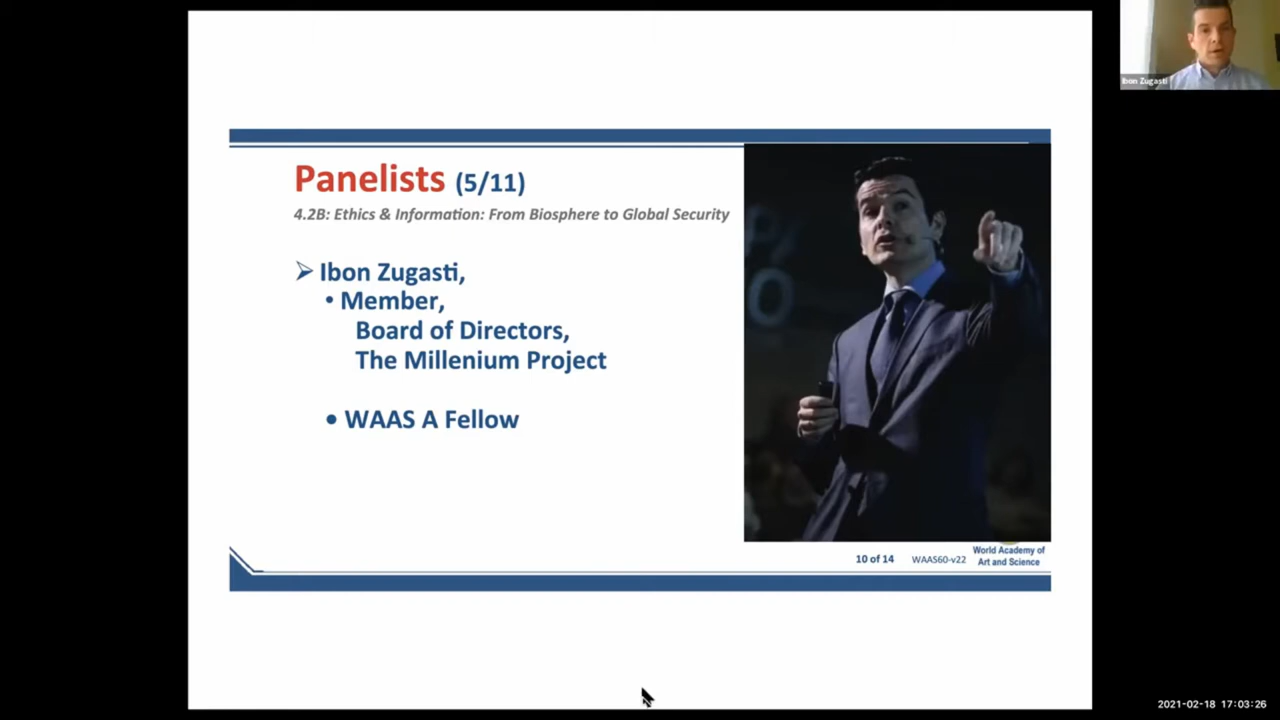 Panelists (5/11)
4.2B: Ethics & Information: From Biosphere to Global Security
➢ Ibon Zugasti,
• Member,
Board of Directors,
The Millenium Project
• WAAS A Fellow
10 of 14 WAAS60-v22
World Academy of
Art and Science
Ibon Zugasti
2021-02-18 17:03:26